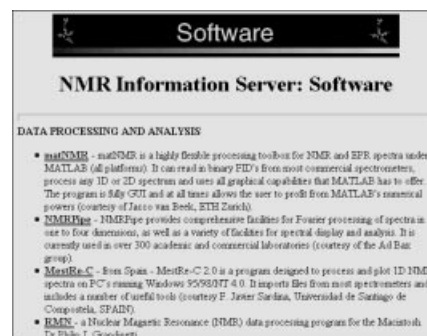 Software
NMR Information Server: Software
DATA PROCESSING AND ANALYSIS
matNMR - matNMR is a highly flexible processing toolbox for NMR and EPR spectra under
MATLAB (all platforms). It can read in binary FID's from most commercial spectrometers,
process any 1D or 2D spectrum and uses all graphical capabilities that MATLAB has to offer.
The program is fully GUI and at all times allows the user to profit from MATLAB's numerical
powers (courtesy of Jacco van Beek, ETH Zurich).
NMRPipe - NMRPipe provides comprehensive facilities for Fourier processing of spectra in
one to four dimensions, as well as a variety of facilities for spectral display and analysis. It is
currently used in over 300 academic and commercial laboratories (courtesy of the Ad Bax
group).
MestRe-C - from Spain - MestRe-C 2.0 is a program designed to process and plot 1D NMR
spectra on PC's running Windows 95/98/NT 4.0. It imports files from most spectrometers and
includes a number of useful tools (courtesy F. Javier Sardina, Universidad de Santiago de
Compostela, SPAIN).
RMN - a Nuclear Magnetic Resonance (NMR) data processing program for the Macintosh
Dr Philip J. Grandinetti